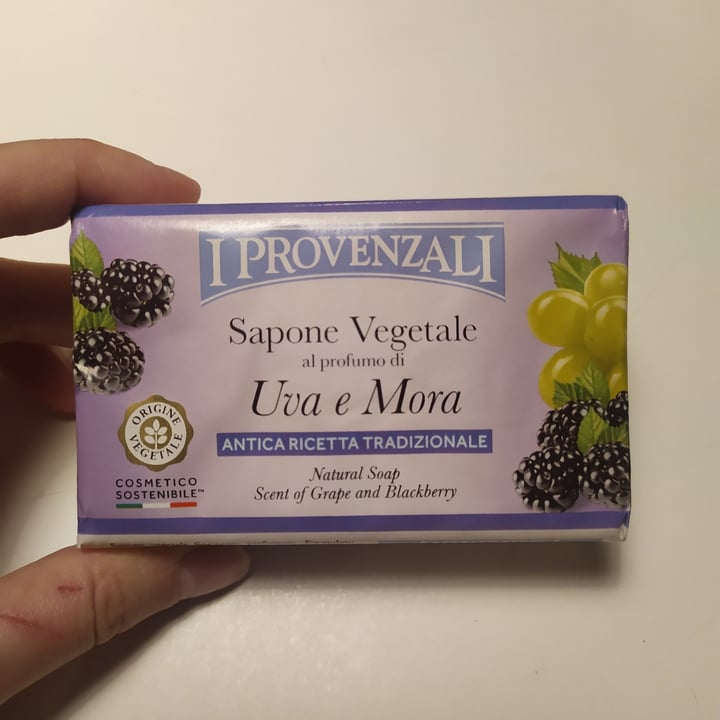 I PROVENZALI
Sapone Vegetale
al profumo di
Uva e Mora
ANTICA RICETTA TRADIZIONALE
Natural Soap
Scent of Grape and Blackberry
ORIGINE
VEGETALE
COSMETICO
SOSTENIBILE™